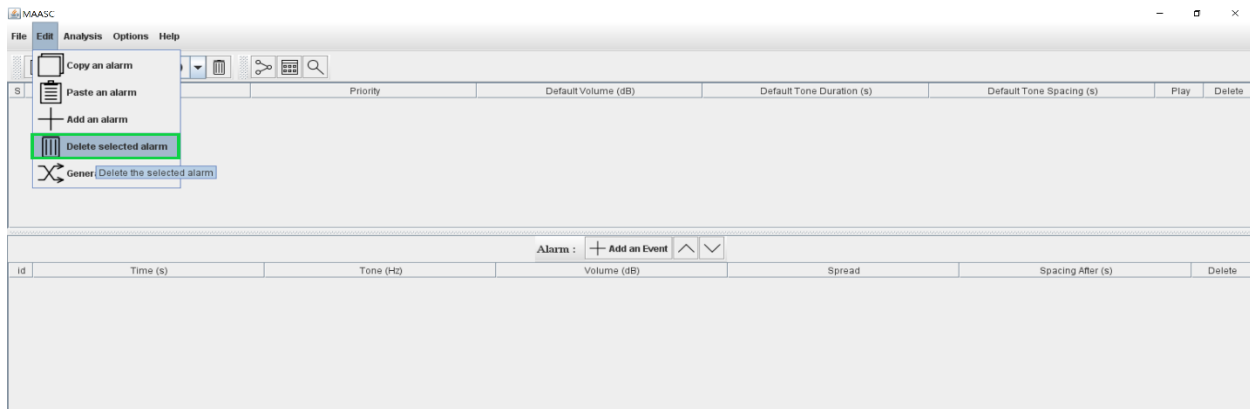 MAASC
File Edit Analysis Options Help
Copy an alarm
S Priority Default Volume (dB) Default Tone Duration (s) Default Tone Spacing (s) Play Delete
Paste an alarm
Add an alarm
Delete selected alarm
Delete the selected alarm
Alarm : Add an Event
id Time (s) Tone (Hz) Volume (dB) Spread Spacing After (s) Delete